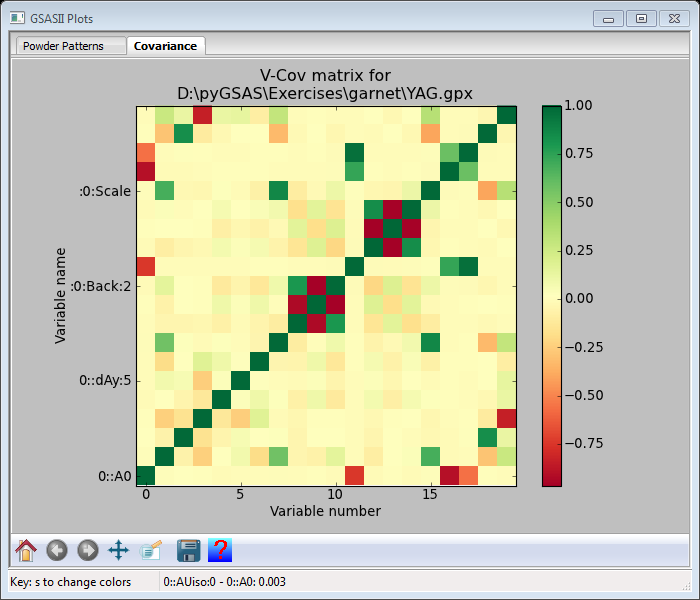 GSASII Plots
Powder Patterns Covariance
V-Cov matrix for
D:\pyGSAS\Exercises\garnet\YAG.gpx
Variable name
:0:Scale
:0:Back:2
0::dAy:5
0::A0
0 5 10 15
Variable number
1.00
0.75
0.50
0.25
0.00
−0.25
−0.50
−0.75
?
Key: s to change colors 0::AUiso:0 - 0::A0: 0.003